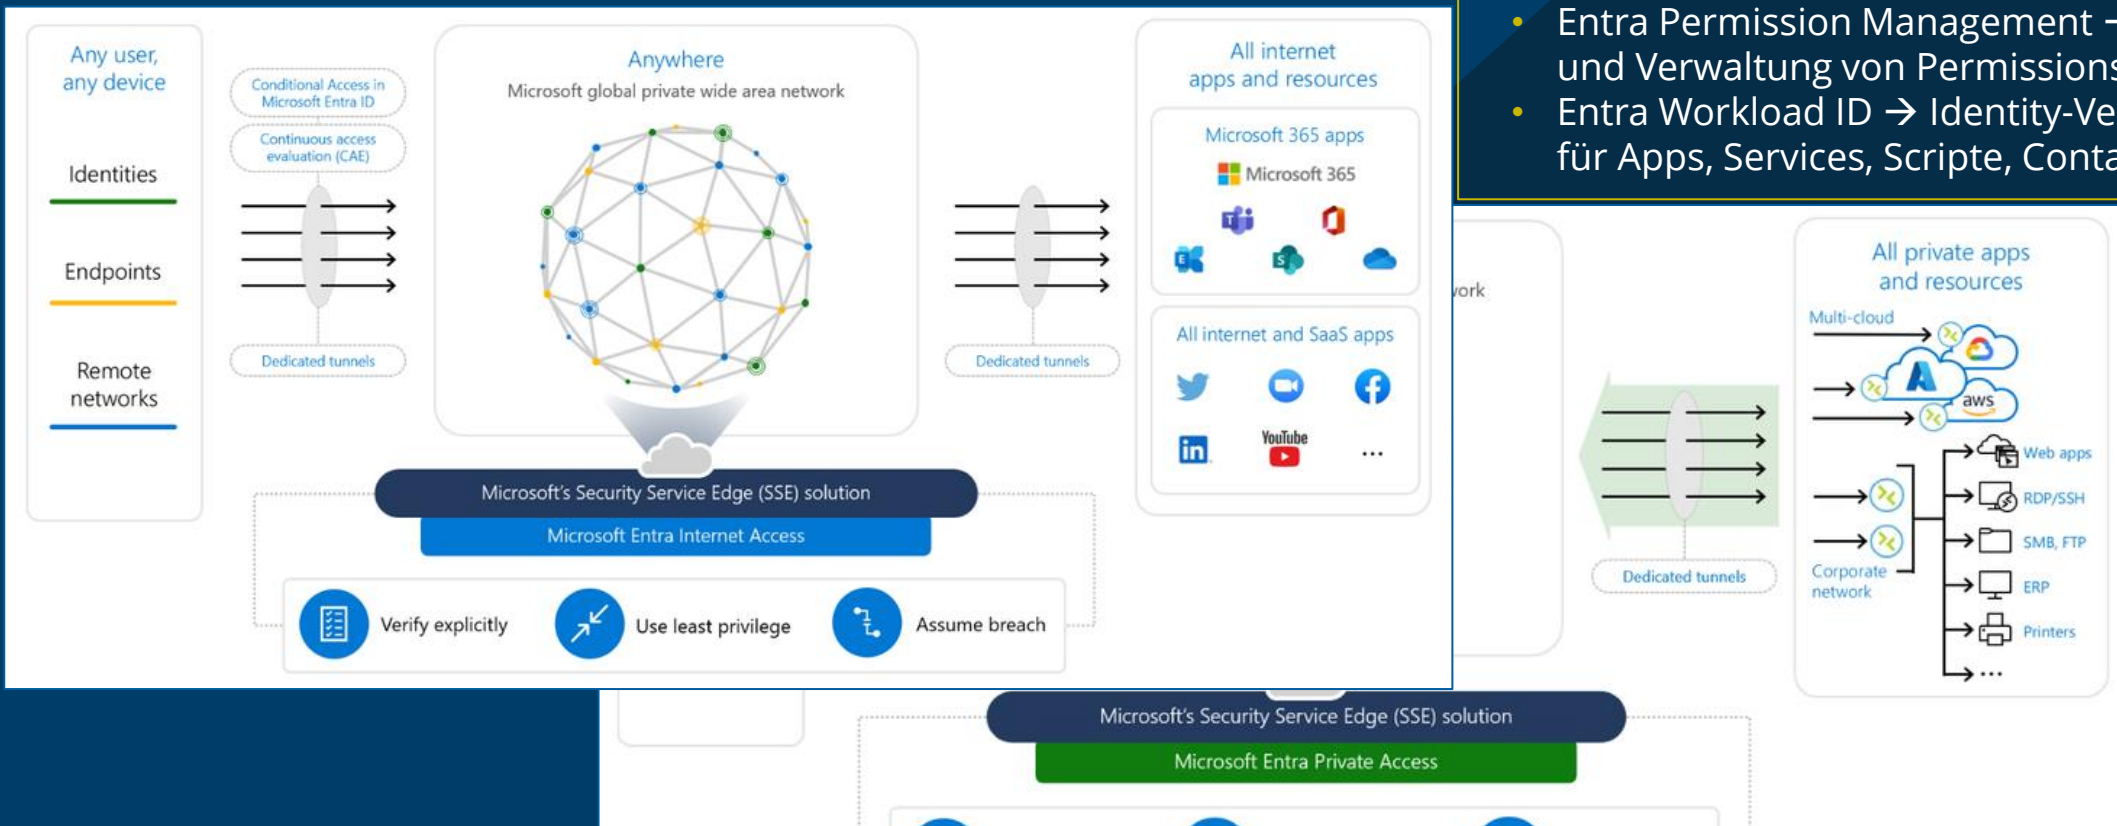 Any user,
any device
Identities
Endpoints
Remote
networks
Conditional Access in
Microsoft Entra ID
Continuous access
evaluation (CAE)
Dedicated tunnels
Anywhere
Microsoft global private wide area network
Dedicated tunnels
All internet
apps and resources
Microsoft 365 apps
Microsoft 365
All internet and SaaS apps
in
YouTube
...
Microsoft's Security Service Edge (SSE) solution
Microsoft Entra Internet Access
Verify explicitly
Use least privilege
Assume breach
• Entra Permission Management →
und Verwaltung von Permissions
• Entra Workload ID → Identity-Ve
für Apps, Services, Scripte, Conta
ork
Dedicated tunnels
All private apps
and resources
Multi-cloud
aws
Corporate
network
Web apps
RDP/SSH
SMB, FTP
ERP
Printers
...
Microsoft's Security Service Edge (SSE) solution
Microsoft Entra Private Access